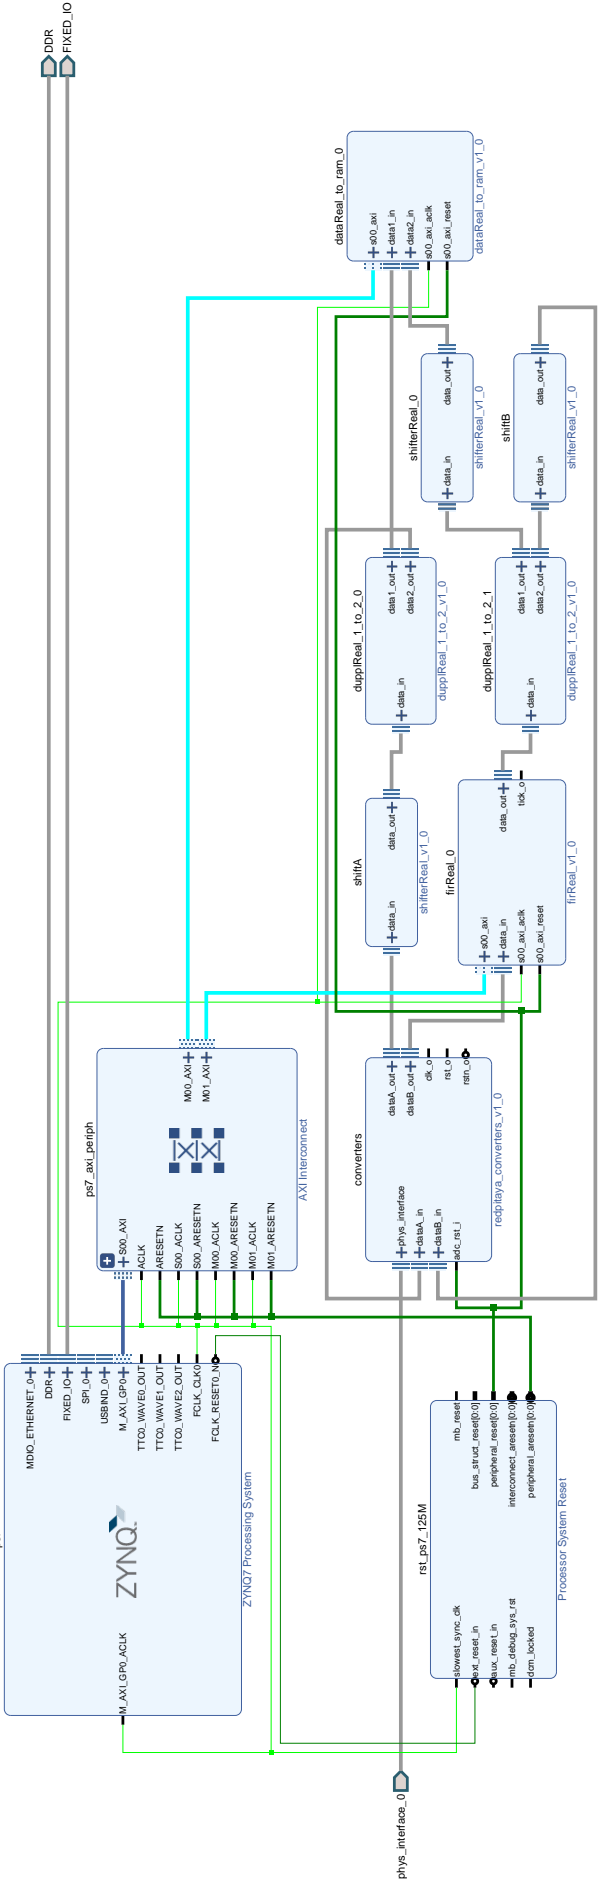 DDR
FIXED_IO
dataReal_to_ram_0
s00_axi
data1_in
data2_in
s00_axi_aclk
s00_axi_reset
dataReal_to_ram_v1_0
shifterReal_0
data_in
data_out
shifterReal_v1_0
shiftB
data_in
data_out
shifterReal_v1_0
dupplReal_1_to_2_0
data_in
data1_out
data2_out
dupplReal_1_to_2_v1_0
dupplReal_1_to_2_1
data_in
data1_out
data2_out
dupplReal_1_to_2_v1_0
shiftA
data_in
data_out
shifterReal_v1_0
firReal_0
s00_axi
data_in
s00_axi_aclk
s00_axi_reset
data_out
tick_o
firReal_v1_0
ps7_axi_periph
S00_AXI
ACLK
ARESETN
S00_ACLK
S00_ARESETN
M00_ACLK
M00_ARESETN
M01_ACLK
M01_ARESETN
M00_AXI
M01_AXI
AXI Interconnect
converters
phys_interface
dataA_in
dataB_in
adc_rst_i
dataA_out
dataB_out
clk_o
rst_o
rstn_o
redpitaya_converters_v1_0
M_AXI_GP0_ACLK
ZYNQ
MDIO_ETHERNET_0
DDR
FIXED_IO
SPI_0
USBIND_0
M_AXI_GP0
TTC0_WAVE0_OUT
TTC0_WAVE1_OUT
TTC0_WAVE2_OUT
FCLK_CLK0
FCLK_RESET0_N
ZYNQ7 Processing System
rst_ps7_125M
slowest_sync_clk
ext_reset_in
aux_reset_in
mb_debug_sys_rst
dcm_locked
mb_reset
bus_struct_reset[0:0]
peripheral_reset[0:0]
interconnect_aresetn[0:0]
peripheral_aresetn[0:0]
Processor System Reset
phys_interface_0